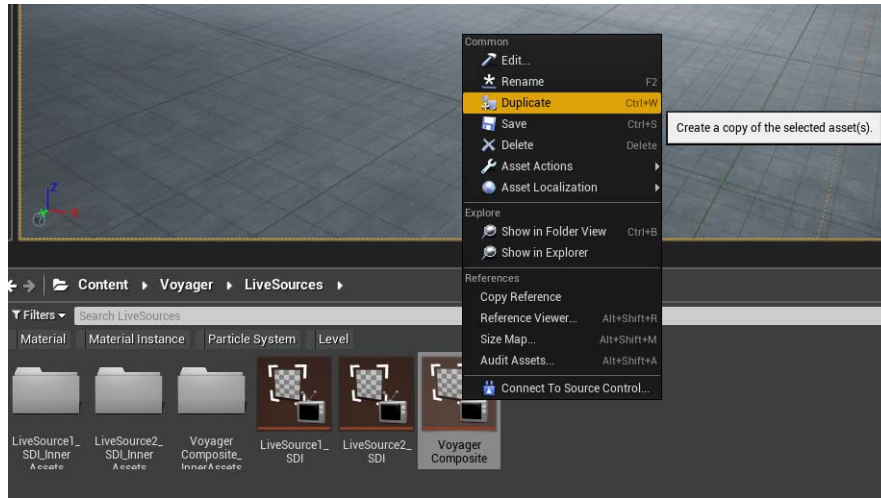 Common
Edit...
Rename F2
Duplicate Ctrl+W
Create a copy of the selected asset(s).
Save Ctrl+S
Delete Delete
Asset Actions
Asset Localization
Explore
Show in Folder View Ctrl+B
Show in Explorer
References
Copy Reference
Reference Viewer... Alt+Shift+R
Size Map... Alt+Shift+M
Audit Assets... Alt+Shift+A
Connect To Source Control...
Z
X
Content Voyager LiveSources
Filters Search LiveSources
Material Material Instance Particle System Level
LiveSource1_
SDI_Inner
Assets
LiveSource2_
SDI_Inner
Assets
Voyager
Composite_
InnerAssets
LiveSource1_
SDI
LiveSource2_
SDI
Voyager
Composite